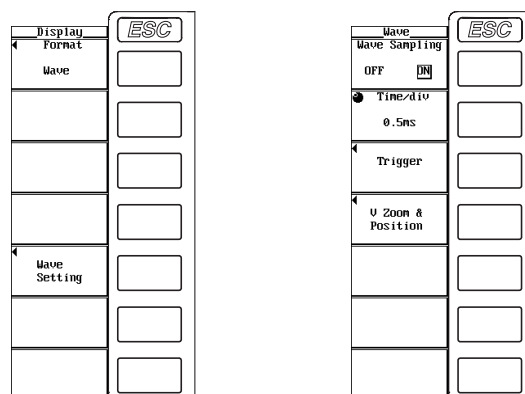 Display
Format
Wave
Wave
Setting
ESC
Wave
Wave Sampling
OFF ON
Time/div
0.5ms
Trigger
V Zoom &
Position
ESC